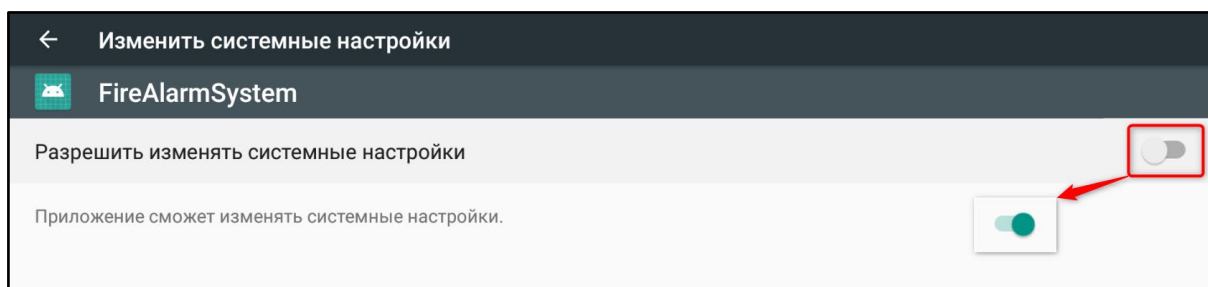 Изменить системные настройки
FireAlarmSystem
Разрешить изменять системные настройки
Приложение сможет изменять системные настройки.